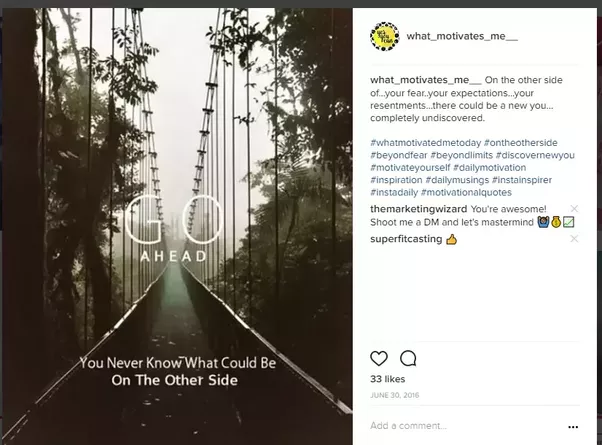 GO
AHEAD
You Never Know What Could Be
On The Other Side
what_motivates_me__
what_motivates_me__ On the other side
of...your fear..your expectations...your
resentments...there could be a new you...
completely undiscovered.
#whatmotivatedmetoday #ontheotherside
#beyondfear #beyondlimits #discovernewyou
#motivateyourself #dailymotivation
#inspiration #dailymusings #instainspirer
#instadaily #motivationalquotes
themarketingwizard You're awesome!
Shoot me a DM and let's mastermind
superfitcasting
33 likes
JUNE 30, 2016
Add a comment...